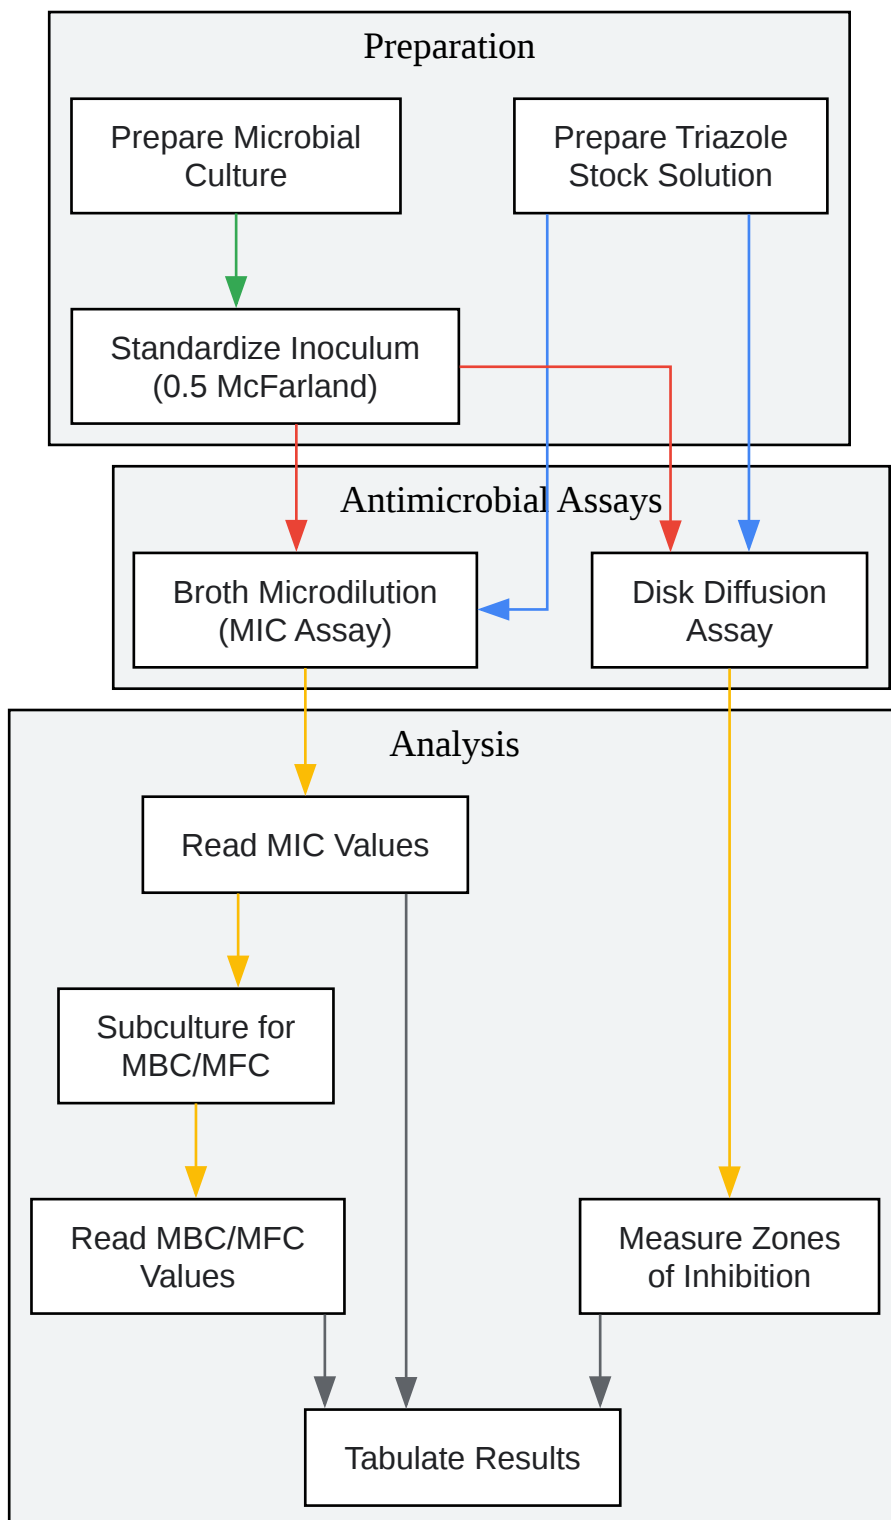 Preparation
Prepare Microbial
Culture
Prepare Triazole
Stock Solution
Standardize Inoculum
(0.5 McFarland)
Antimicrobial Assays
Broth Microdilution
(MIC Assay)
Disk Diffusion
Assay
Analysis
Read MIC Values
Subculture for
MBC/MFC
Read MBC/MFC
Values
Measure Zones
of Inhibition
Tabulate Results